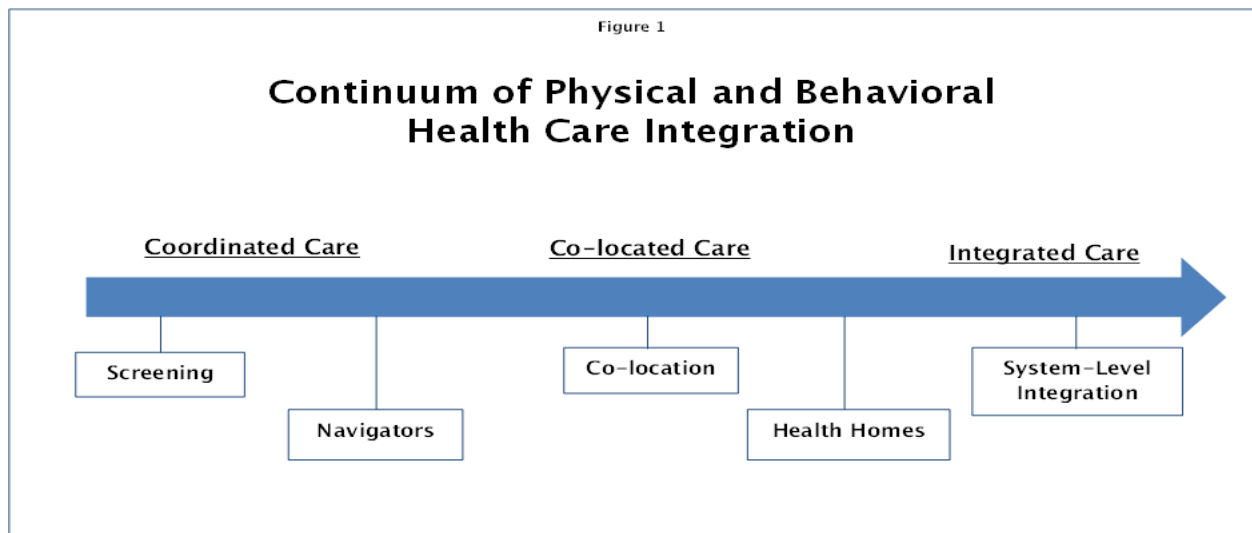 Figure 1
Continuum of Physical and Behavioral
Health Care Integration
Coordinated Care
Co-located Care
Integrated Care
Screening
Navigators
Co-location
Health Homes
System-Level
Integration